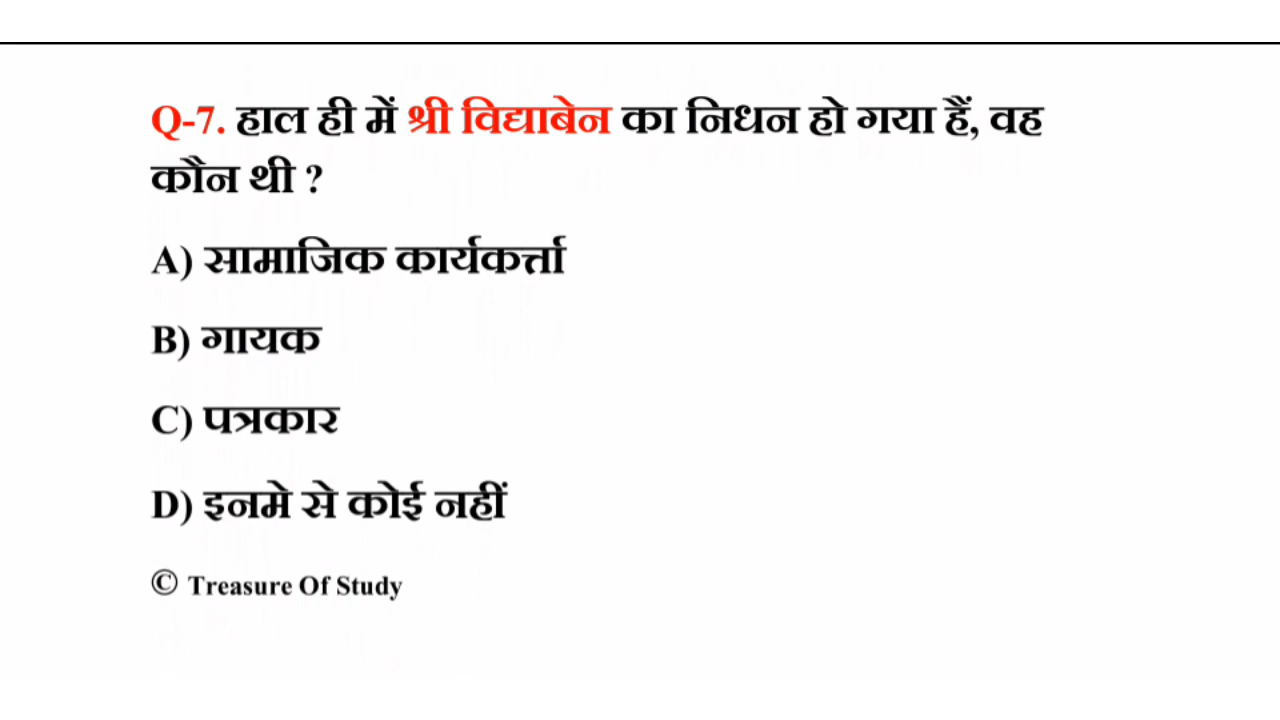 Q-7. हाल ही में श्री विद्याबेन का निधन हो गया हैं, वह
कौन थी ?
A) सामाजिक कार्यकर्त्ता
B) गायक
C) पत्रकार
D) इनमे से कोई नहीं
© Treasure Of Study